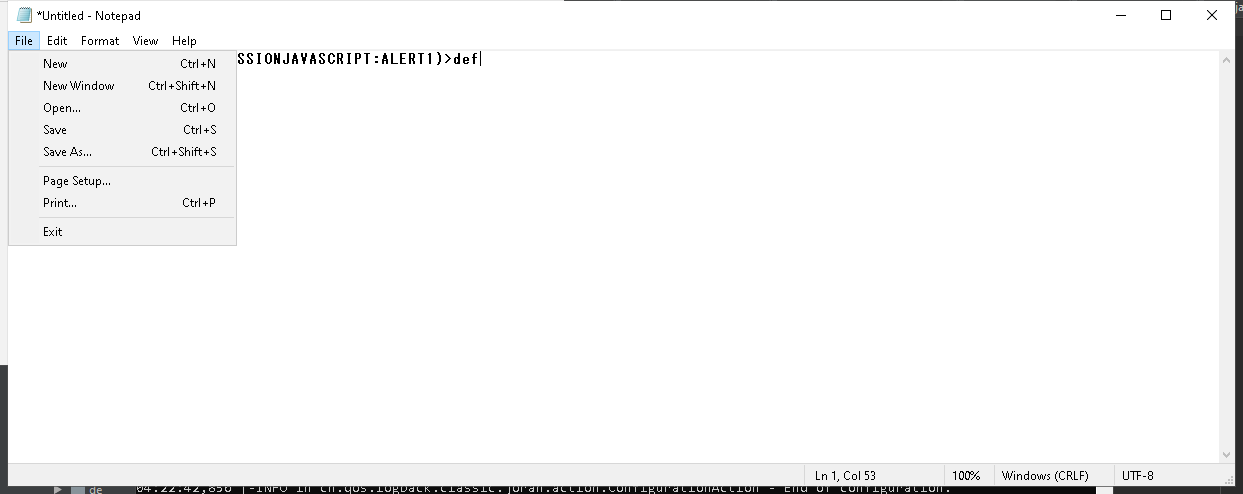 *Untitled - Notepad
File Edit Format View Help
New Ctrl+N
SSIONJAVASCRIPT:ALERT1)>def
New Window Ctrl+Shift+N
Open... Ctrl+O
Save Ctrl+S
Save As... Ctrl+Shift+S
Page Setup...
Print... Ctrl+P
Exit
Ln 1, Col 53 100% Windows (CRLF) UTF-8
de 04:22:42,856 |-INFO in ch.qos.logback.classic.joran.action.ConfigurationAction - End of configuration.